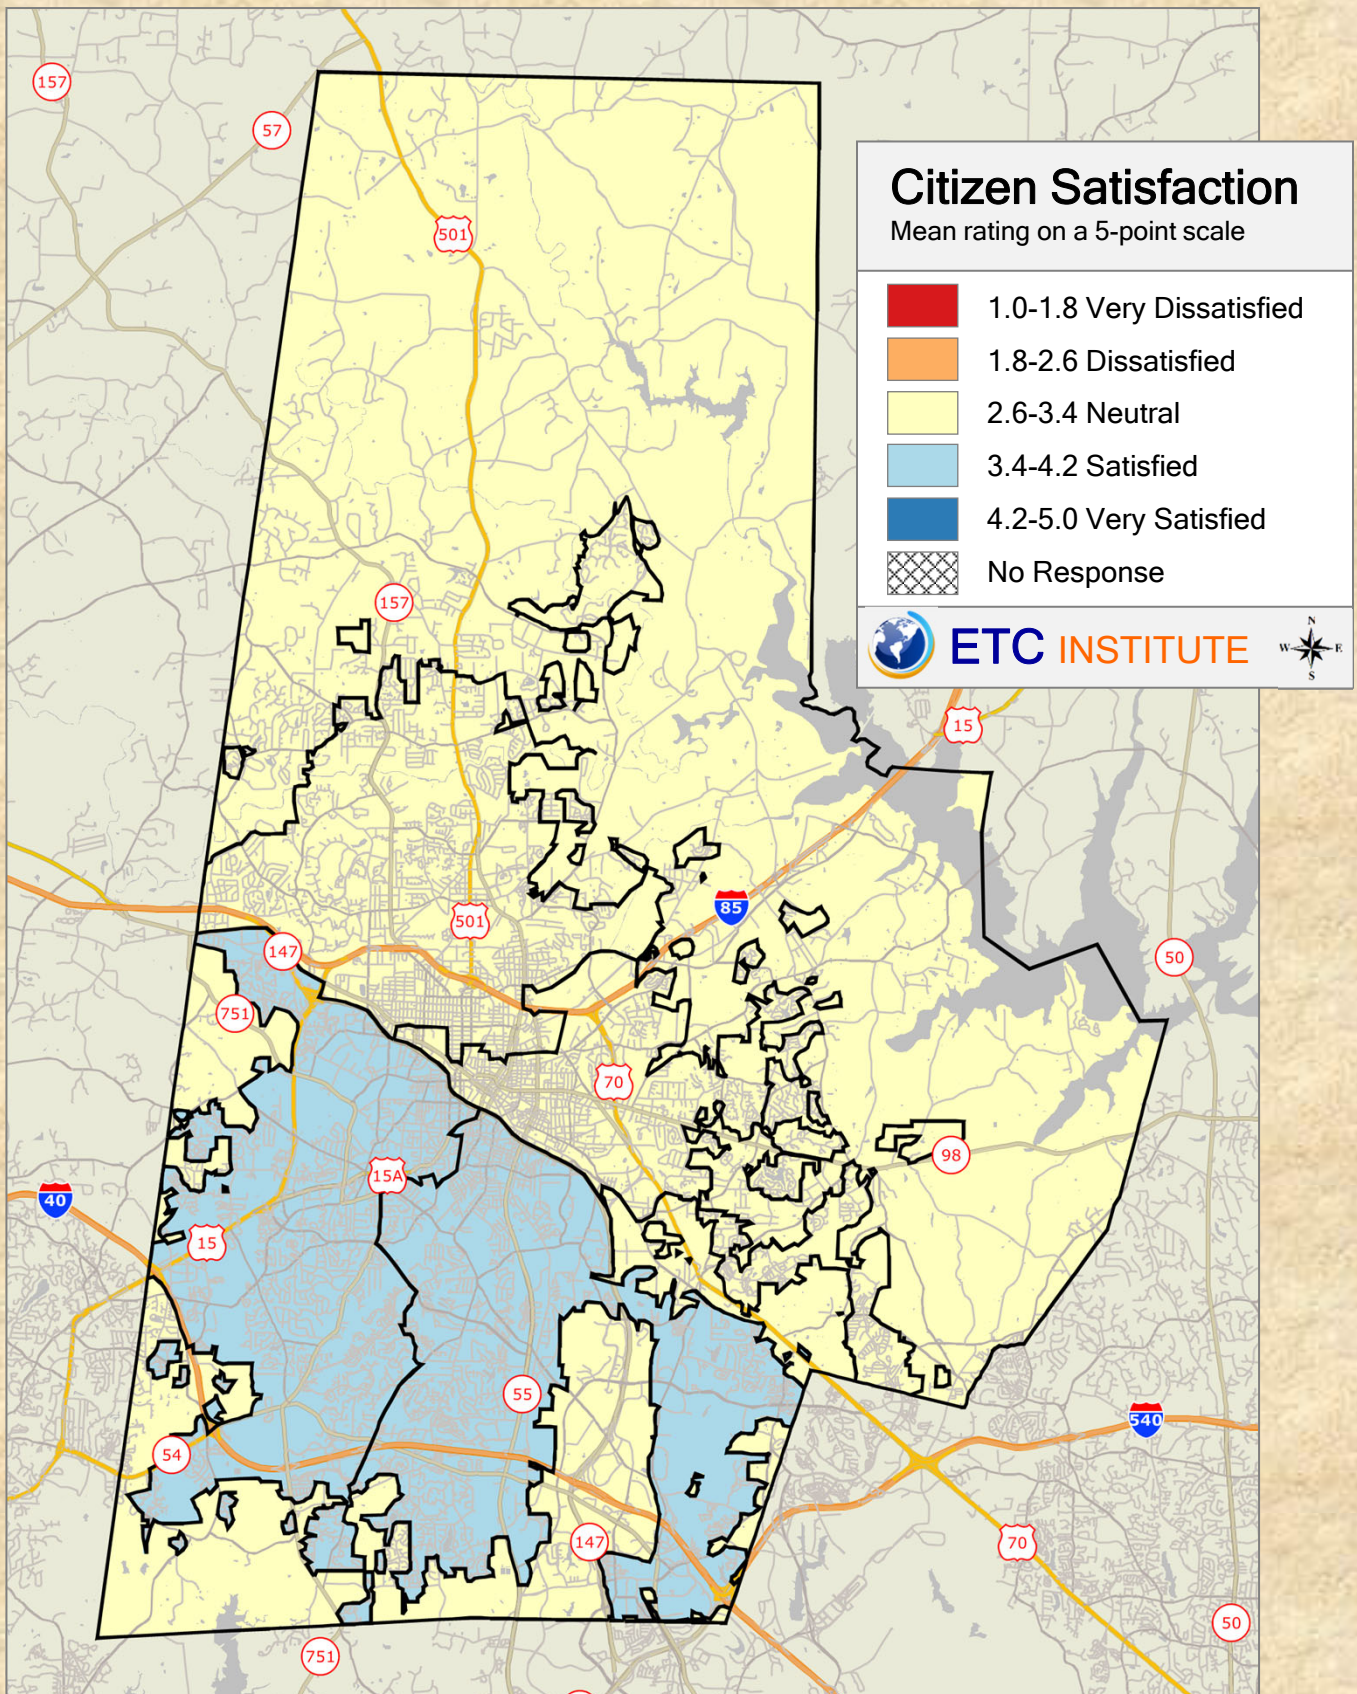 157
57
501
Citizen Satisfaction
Mean rating on a 5-point scale
1.0-1.8 Very Dissatisfied
1.8-2.6 Dissatisfied
2.6-3.4 Neutral
3.4-4.2 Satisfied
4.2-5.0 Very Satisfied
No Response
ETC INSTITUTE
N
W E
S
157
15
85
501
147
50
751
70
98
15A
40
15
55
540
54
147
70
50
751